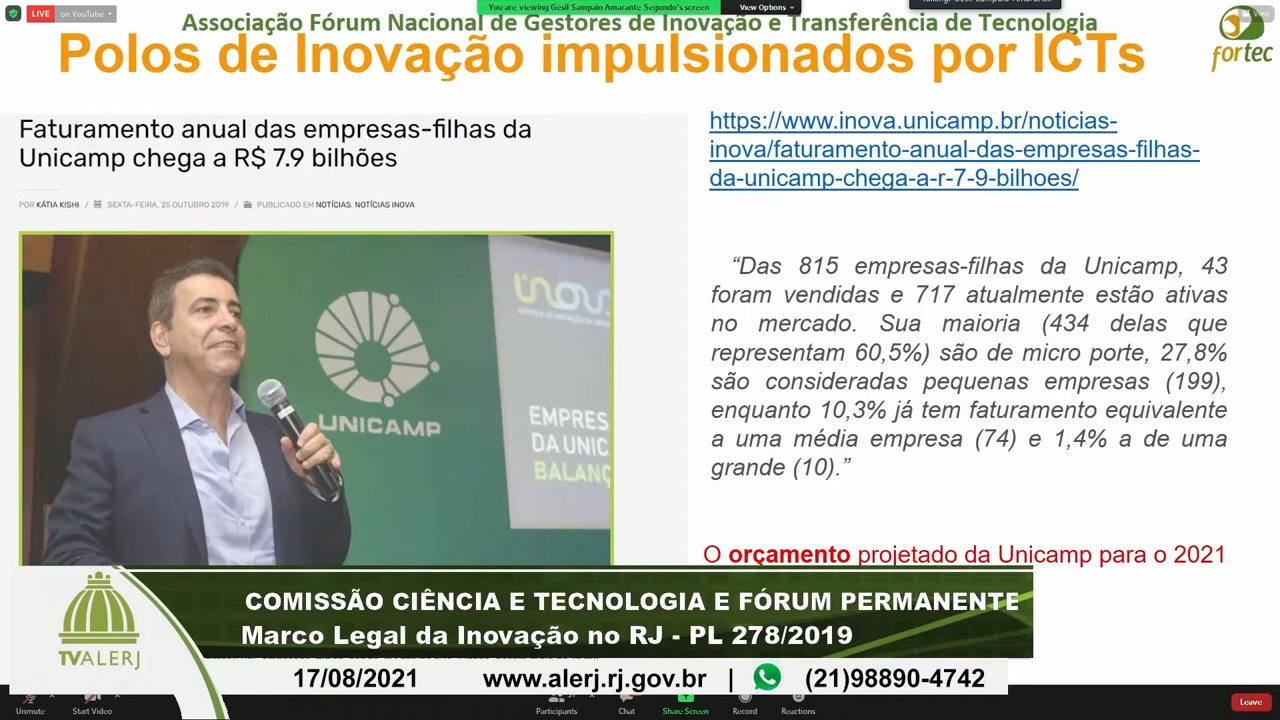 LIVE on YouTube
You are viewing Gesil Sampaio Amarante Segundo's screen
View Options
View
Associação Fórum Nacional de Gestores de Inovação e Transferência de Tecnologia
Polos de Inovação impulsionados por ICTs
fortec
Faturamento anual das empresas-filhas da
Unicamp chega a R$ 7.9 bilhões
POR KÁTIA KISHI / SEXTA-FEIRA, 25 OUTUBRO 2019 / PUBLICADO EM NOTÍCIAS, NOTÍCIAS INOVA
https://www.inova.unicamp.br/noticias-
inova/faturamento-anual-das-empresas-filhas-
da-unicamp-chega-a-r-7-9-bilhoes/
UNICAMP
EMPRES
DA UNIC
BALANÇ
“Das 815 empresas-filhas da Unicamp, 43
foram vendidas e 717 atualmente estão ativas
no mercado. Sua maioria (434 delas que
representam 60,5%) são de micro porte, 27,8%
são consideradas pequenas empresas (199),
enquanto 10,3% já tem faturamento equivalente
a uma média empresa (74) e 1,4% a de uma
grande (10).”
O orçamento projetado da Unicamp para o 2021
TVALERJ
COMISSÃO CIÊNCIA E TECNOLOGIA E FÓRUM PERMANENTE
Marco Legal da Inovação no RJ - PL 278/2019
17/08/2021 www.alerj.rj.gov.br | (21)98890-4742
Unmute Start Video Participants Chat Share Screen Record Reactions Leave